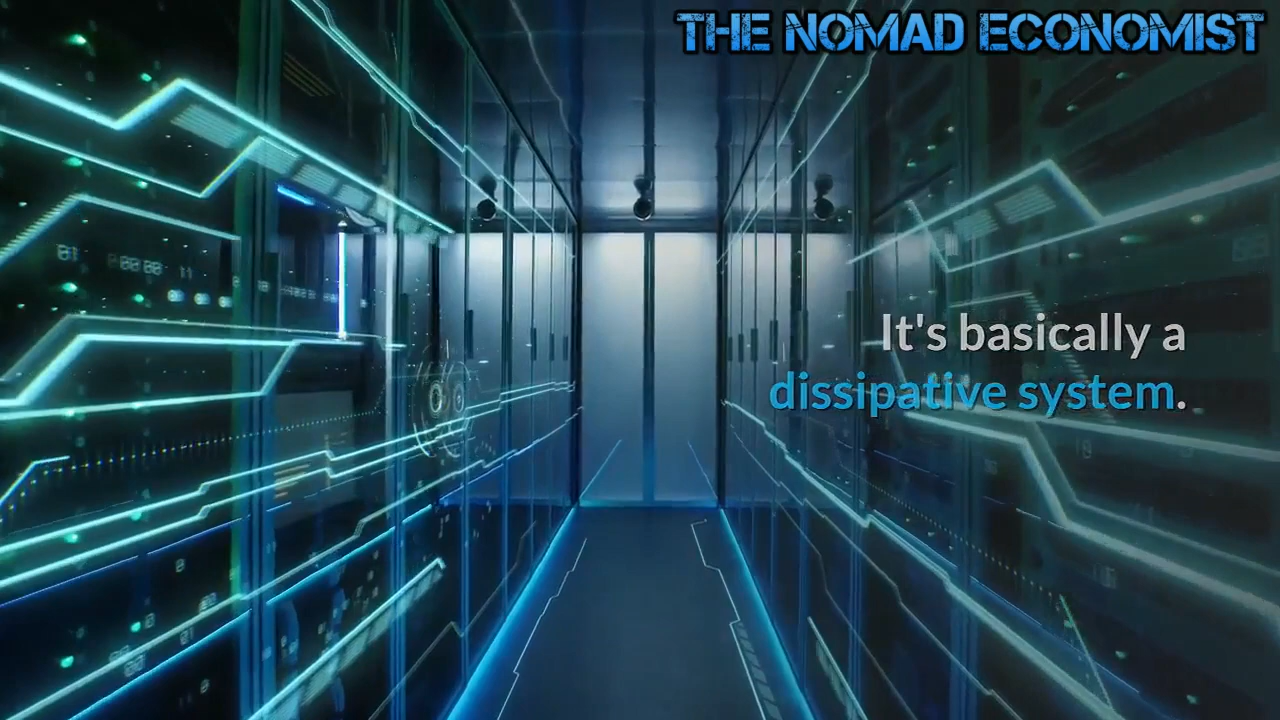 THE NOMAD ECONOMIST
It's basically a
dissipative system.